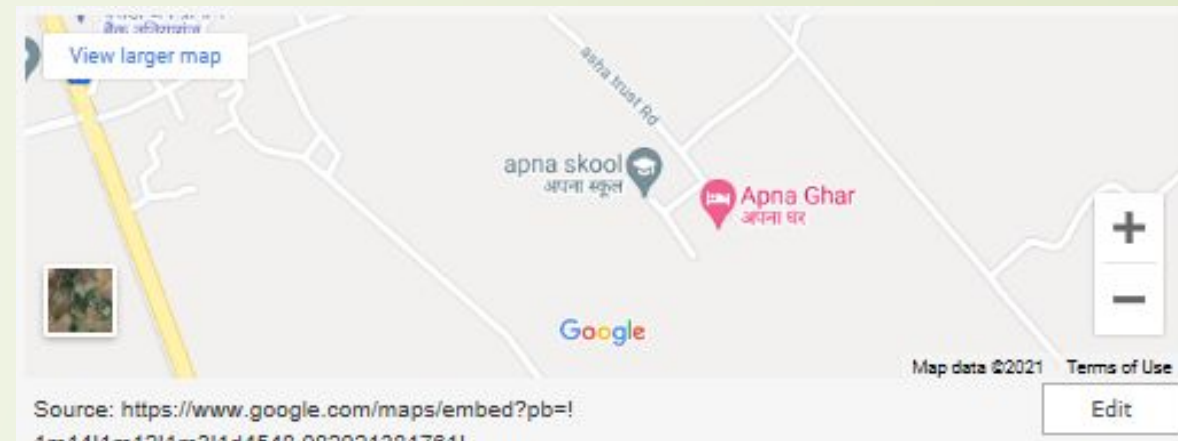 View larger map
asha trust Rd
apna skool
अपना स्कूल
Apna Ghar
अपना घर
+
−
Google
Map data ©2021 Terms of Use
Source: https://www.google.com/maps/embed?pb=!
Edit